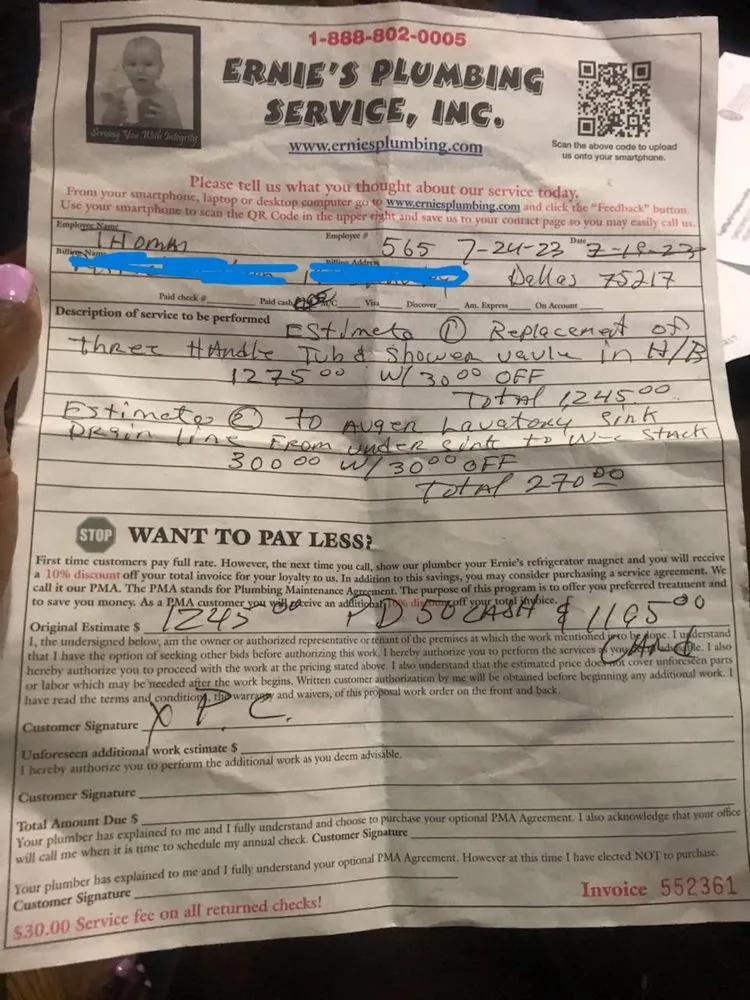 1-888-802-0005
ERNIE'S PLUMBING
SERVICE, INC.
www.erniesplumbing.com
Serving You With Integrity
Scan the above code to upload
us onto your smartphone.
Please tell us what you thought about our service today.
From your smartphone, laptop or desktop computer go to www.erniesplumbing.com and click the "Feedback" button.
Use your smartphone to scan the QR Code in the upper right and save us to your contact page so you may easily call us.
Employee Name THomas Employee # 565 7-24-23 Date 7-19-23
Billing Name Billing Address Dallas 75217
Paid check # Paid cash M/C Visa Discover Am. Express On Account
Description of service to be performed
EStimate ① Replacement of
three Handle Tub & Shower vavle in H/B
1275 00 W/ 30 00 OFF
Total 1,245 00
EStimate ② to Auger Lavatory Sink
Drain line From under Sink to W-C Stack
300 00 W/ 30 00 OFF
Total 270 00
STOP WANT TO PAY LESS?
First time customers pay full rate. However, the next time you call, show our plumber your Ernie's refrigerator magnet and you will receive
a 10% discount off your total invoice for your loyalty to us. In addition to this savings, you may consider purchasing a service agreement. We
call it our PMA. The PMA stands for Plumbing Maintenance Agreement. The purpose of this program is to offer you preferred treatment and
to save you money. As a PMA customer you will receive an additional 10% discount off your total invoice.
Original Estimate $ 1245 00 PD 50 CASH & 1195 00
CARD
I, the undersigned below, am the owner or authorized representative or tenant of the premises at which the work mentioned is to be done. I understand
that I have the option of seeking other bids before authorizing this work. I hereby authorize you to perform the services as you deem advisable. I also
hereby authorize you to proceed with the work at the pricing stated above. I also understand that the estimated price does not cover unforeseen parts
or labor which may be needed after the work begins. Written customer authorization by me will be obtained before beginning any additional work. I
have read the terms and conditions, the warranty and waivers, of this proposal work order on the front and back.
Customer Signature X P. C.
Unforeseen additional work estimate $
I hereby authorize you to perform the additional work as you deem advisable.
Customer Signature
Total Amount Due $
Your plumber has explained to me and I fully understand and choose to purchase your optional PMA Agreement. I also acknowledge that your office
will call me when it is time to schedule my annual check. Customer Signature
Your plumber has explained to me and I fully understand your optional PMA Agreement. However at this time I have elected NOT to purchase.
Customer Signature
Invoice 552361
$30.00 Service fee on all returned checks!